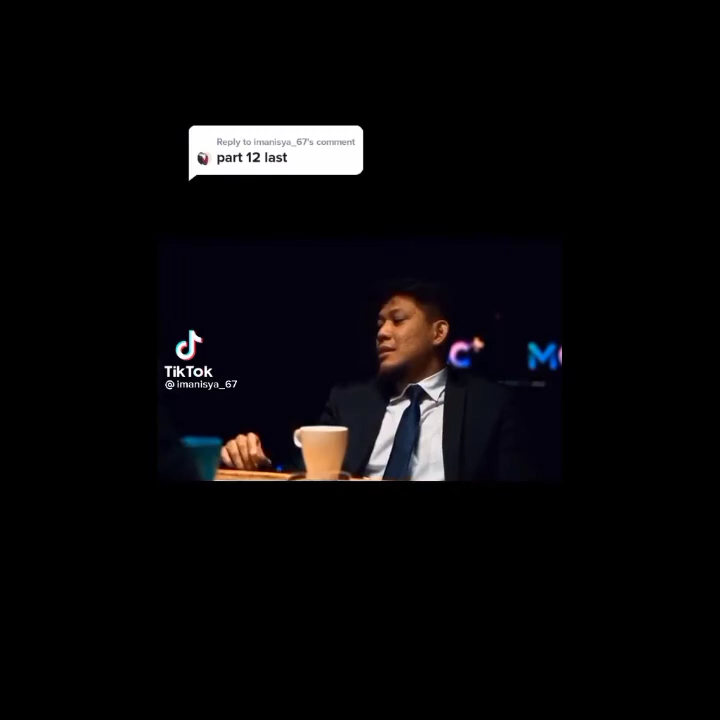 Reply to imanisya_67's comment
part 12 last
C+
TikTok
@imanisya_67